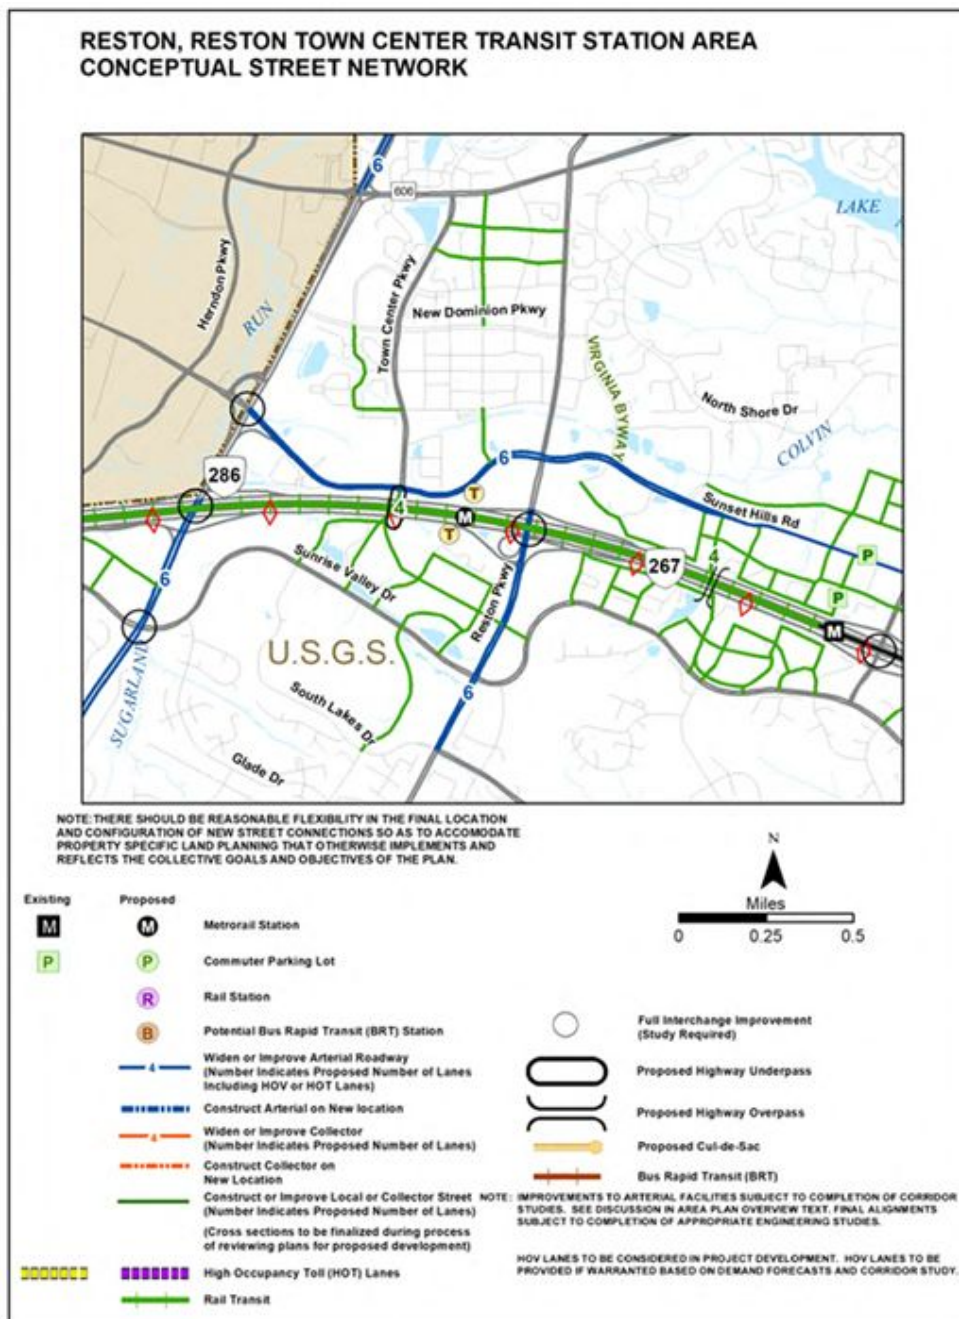 RESTON, RESTON TOWN CENTER TRANSIT STATION AREA
CONCEPTUAL STREET NETWORK
6
606
LAKE
Herndon Pkwy
RUN
Town Center Pkwy
New Dominion Pkwy
VIRGINIA BYWAY
North Shore Dr
COLVIN
286
6
4
T
M
T
Sunset Hills Rd
P
6
Sunrise Valley Dr
Reston Pkwy
267
4
P
M
U.S.G.S.
SUGARLAND
South Lakes Dr
6
Glade Dr
NOTE: THERE SHOULD BE REASONABLE FLEXIBILITY IN THE FINAL LOCATION
AND CONFIGURATION OF NEW STREET CONNECTIONS SO AS TO ACCOMODATE
PROPERTY SPECIFIC LAND PLANNING THAT OTHERWISE IMPLEMENTS AND
REFLECTS THE COLLECTIVE GOALS AND OBJECTIVES OF THE PLAN.
N
Miles
0 0.25 0.5
Existing Proposed
M M Metrorail Station
P P Commuter Parking Lot
R Rail Station
B Potential Bus Rapid Transit (BRT) Station
4 Widen or Improve Arterial Roadway
(Number Indicates Proposed Number of Lanes
Including HOV or HOT Lanes)
Construct Arterial on New location
4 Widen or Improve Collector
(Number Indicates Proposed Number of Lanes)
Construct Collector on
New Location
Construct or Improve Local or Collector Street
(Number Indicates Proposed Number of Lanes)
(Cross sections to be finalized during process
of reviewing plans for proposed development)
High Occupancy Toll (HOT) Lanes
Rail Transit
Full Interchange Improvement
(Study Required)
Proposed Highway Underpass
Proposed Highway Overpass
Proposed Cul-de-Sac
Bus Rapid Transit (BRT)
NOTE: IMPROVEMENTS TO ARTERIAL FACILITIES SUBJECT TO COMPLETION OF CORRIDOR
STUDIES. SEE DISCUSSION IN AREA PLAN OVERVIEW TEXT. FINAL ALIGNMENTS
SUBJECT TO COMPLETION OF APPROPRIATE ENGINEERING STUDIES.
HOV LANES TO BE CONSIDERED IN PROJECT DEVELOPMENT. HOV LANES TO BE
PROVIDED IF WARRANTED BASED ON DEMAND FORECASTS AND CORRIDOR STUDY.